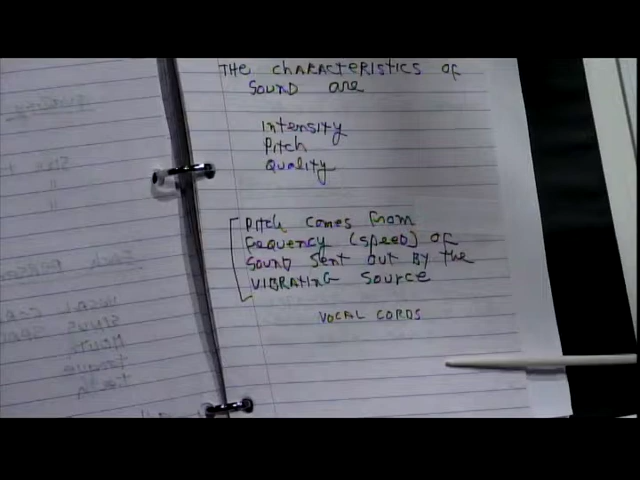 THE CHARACTERISTICS OF
SOUND are
Intensity
Pitch
Quality
Pitch comes from
fequency (speed) of
sound sent out BY the
VIBRATING source
VOCAL CORDS